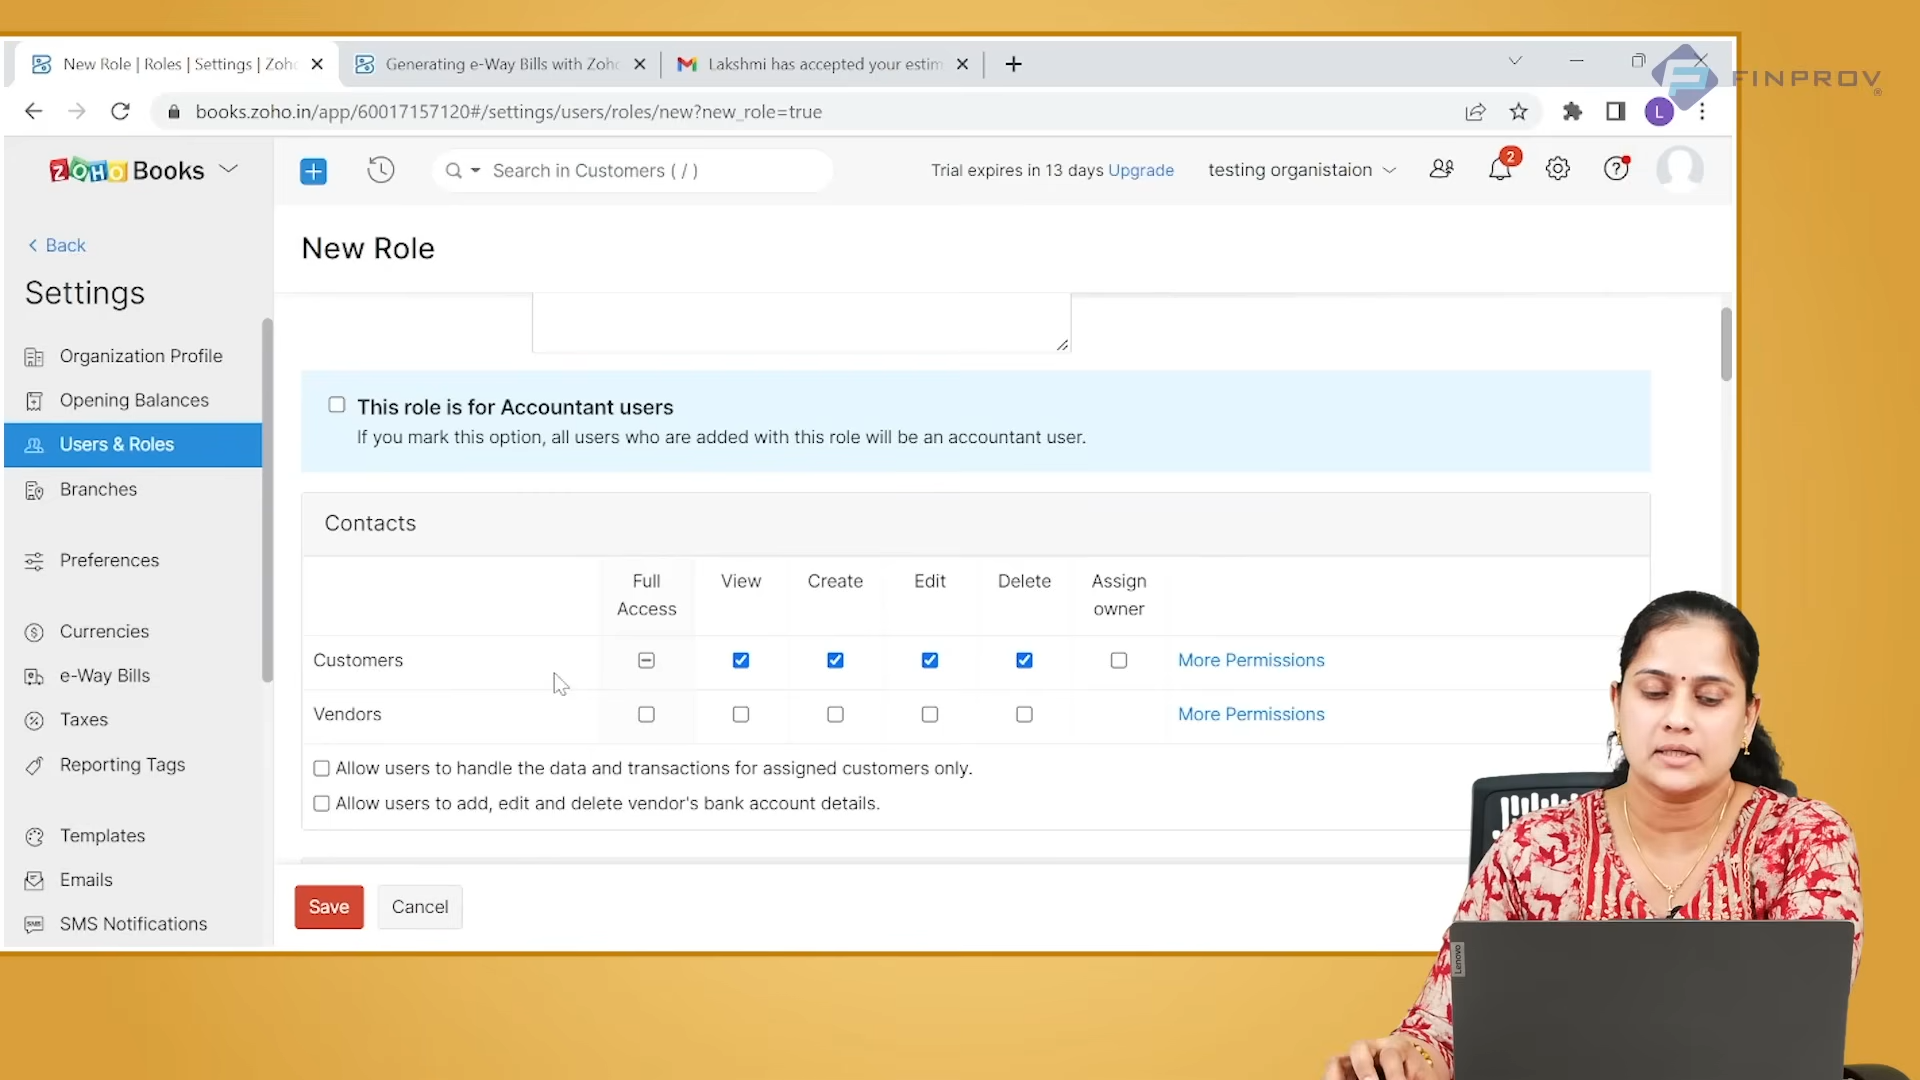 New Role | Roles | Settings | Zoho
Generating e-Way Bills with Zoho
Lakshmi has accepted your estim
FINPROV
books.zoho.in/app/60017157120#/settings/users/roles/new?new_role=true
L
ZOHO Books
Search in Customers ( / )
Trial expires in 13 days Upgrade
testing organistaion
2
Back
New Role
Settings
Organization Profile
Opening Balances
Users & Roles
Branches
Preferences
Currencies
e-Way Bills
Taxes
Reporting Tags
Templates
Emails
SMS Notifications
This role is for Accountant users
If you mark this option, all users who are added with this role will be an accountant user.
Contacts
Full Access
View
Create
Edit
Delete
Assign owner
Customers
More Permissions
Vendors
More Permissions
Allow users to handle the data and transactions for assigned customers only.
Allow users to add, edit and delete vendor's bank account details.
Save
Cancel
Lenovo